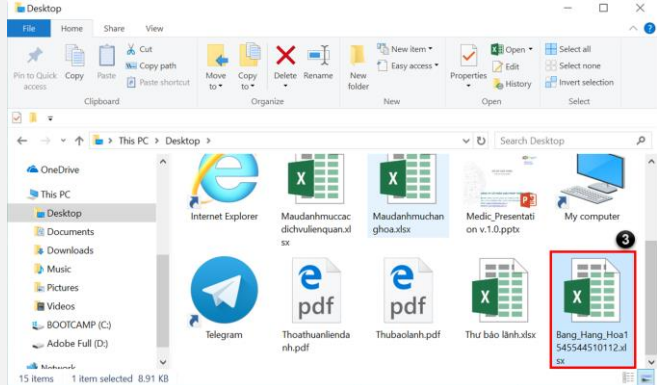 Desktop
File Home Share View
Pin to Quick access
Copy
Paste
Cut
Copy path
Paste shortcut
Move to
Copy to
Delete
Rename
New folder
New item
Easy access
Properties
Open
Edit
History
Select all
Select none
Invert selection
Clipboard Organize New Open Select
This PC > Desktop >
Search Desktop
OneDrive
This PC
Desktop
Documents
Downloads
Music
Pictures
Videos
BOOTCAMP (C:)
Adobe Full (D:)
Network
Internet Explorer
Maudanhmuccac
dichvulienquan.xl
sx
Maudanhmuchan
ghoa.xlsx
Medic_Presentati
on v.1.0.pptx
My computer
3
Telegram
pdf
Thoathuanlienda
nh.pdf
pdf
Thubaolanh.pdf
Thư bảo lãnh.xlsx
Bang_Hang_Hoa1
545544510112.xl
sx
15 items 1 item selected 8.91 KB